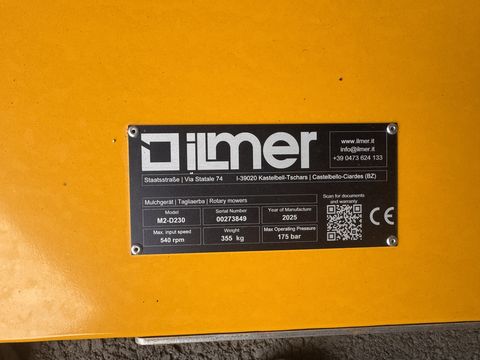 iLMER
www.ilmer.it
info@ilmer.it
+39 0473 624 133
Staatsstraße | Via Statale 74
I-39020 Kastelbell-Tschars | Castelbello-Ciardes (BZ)
Mulchgerät | Tagliaerba | Rotary mowers
Scan for documents
and warranty
Model
M2-D230
Serial Number
00273849
Year of Manufacture
2025
Max. input speed
540 rpm
Weight
355 kg
Max Operating Pressure
175 bar
CE